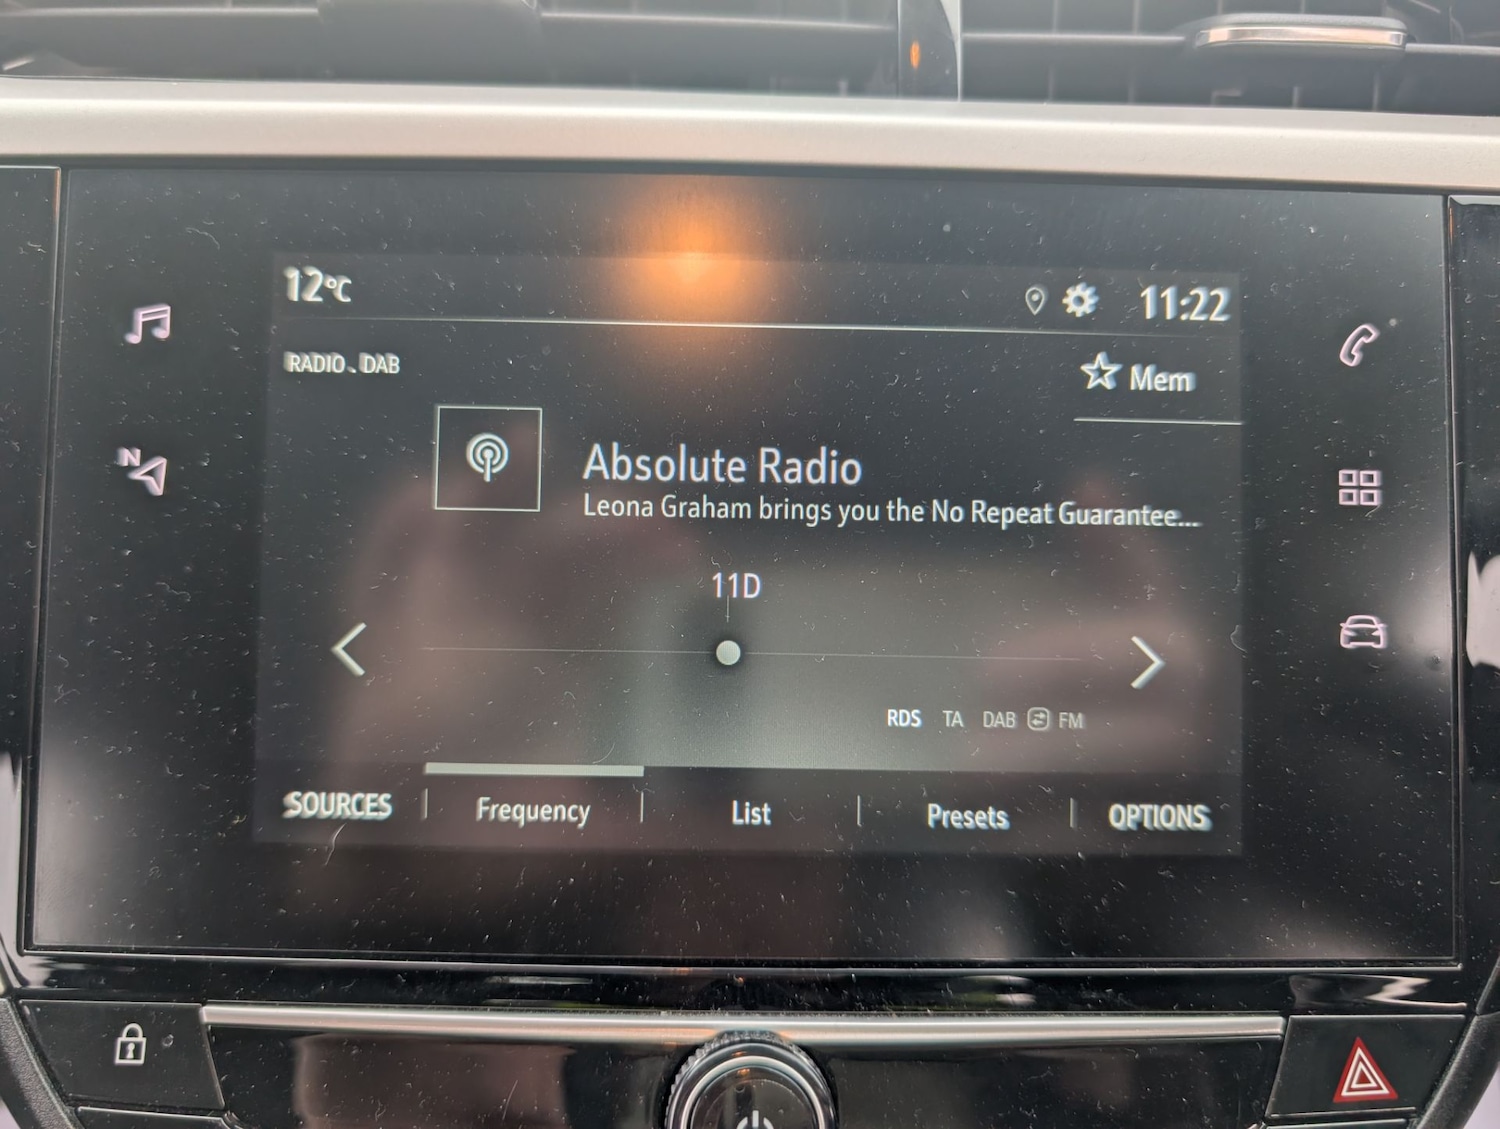 12°C
11:22
RADIO . DAB
Mem
Absolute Radio
Leona Graham brings you the No Repeat Guarantee...
N
11D
RDS TA DAB FM
SOURCES
Frequency
List
Presets
OPTIONS